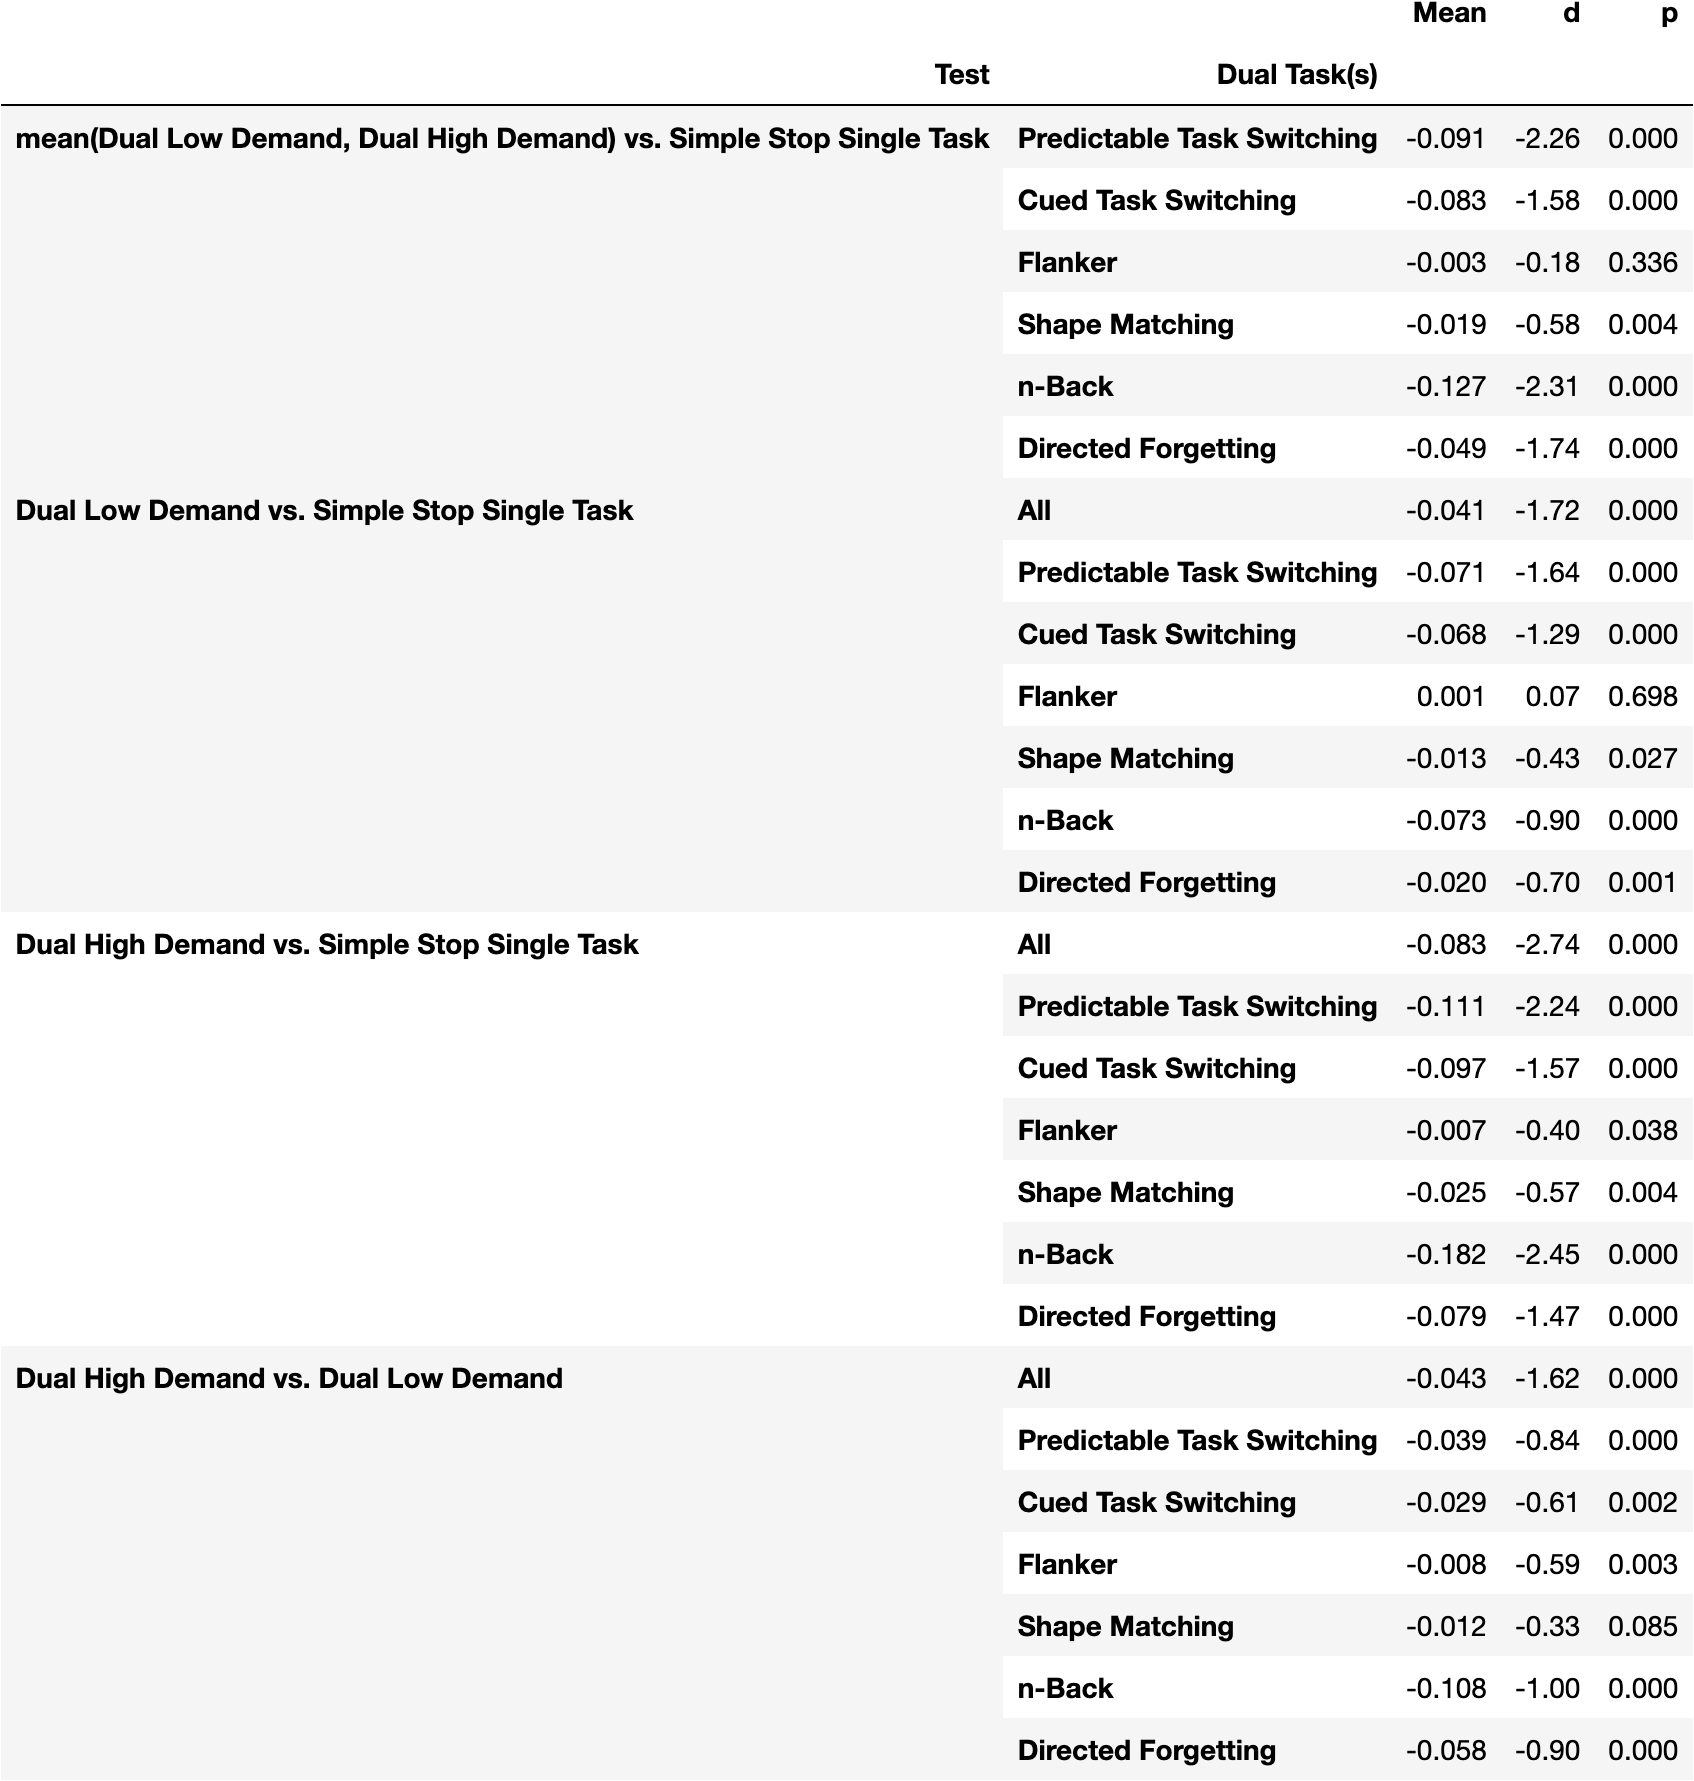 Mean d p
Test Dual Task(s)
mean(Dual Low Demand, Dual High Demand) vs. Simple Stop Single Task Predictable Task Switching -0.091 -2.26 0.000
Cued Task Switching -0.083 -1.58 0.000
Flanker -0.003 -0.18 0.336
Shape Matching -0.019 -0.58 0.004
n-Back -0.127 -2.31 0.000
Directed Forgetting -0.049 -1.74 0.000
Dual Low Demand vs. Simple Stop Single Task All -0.041 -1.72 0.000
Predictable Task Switching -0.071 -1.64 0.000
Cued Task Switching -0.068 -1.29 0.000
Flanker 0.001 0.07 0.698
Shape Matching -0.013 -0.43 0.027
n-Back -0.073 -0.90 0.000
Directed Forgetting -0.020 -0.70 0.001
Dual High Demand vs. Simple Stop Single Task All -0.083 -2.74 0.000
Predictable Task Switching -0.111 -2.24 0.000
Cued Task Switching -0.097 -1.57 0.000
Flanker -0.007 -0.40 0.038
Shape Matching -0.025 -0.57 0.004
n-Back -0.182 -2.45 0.000
Directed Forgetting -0.079 -1.47 0.000
Dual High Demand vs. Dual Low Demand All -0.043 -1.62 0.000
Predictable Task Switching -0.039 -0.84 0.000
Cued Task Switching -0.029 -0.61 0.002
Flanker -0.008 -0.59 0.003
Shape Matching -0.012 -0.33 0.085
n-Back -0.108 -1.00 0.000
Directed Forgetting -0.058 -0.90 0.000